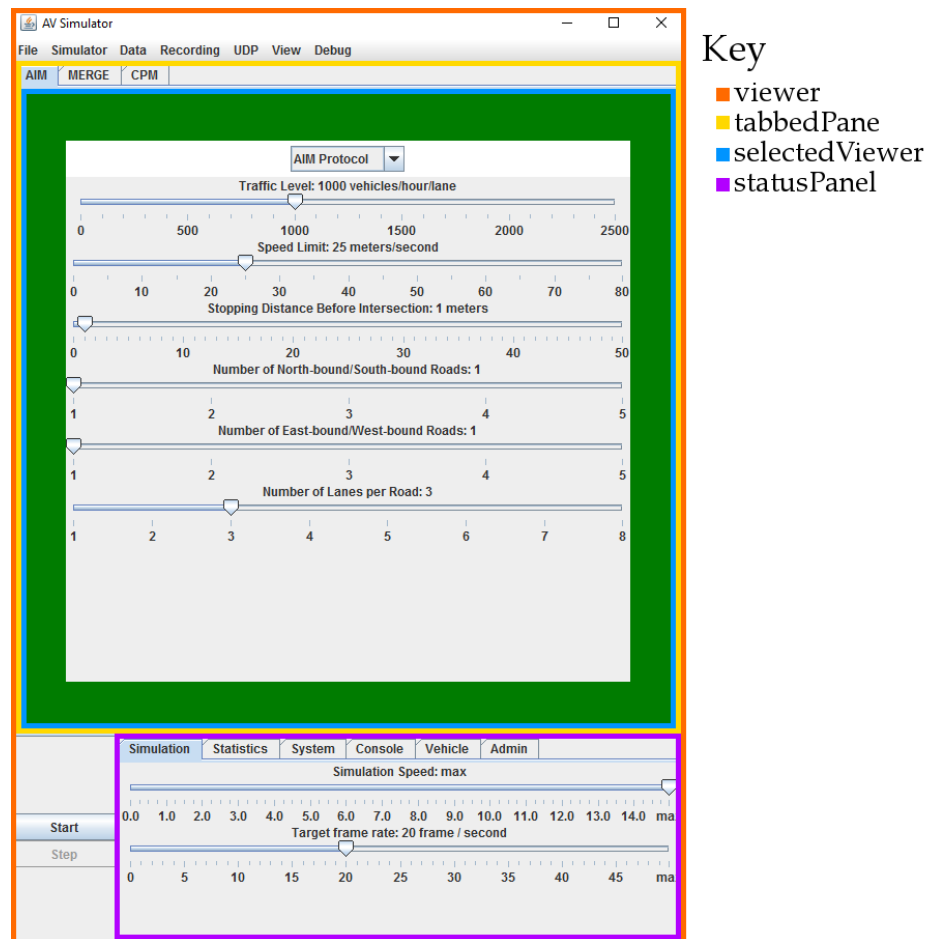 AV Simulator
File Simulator Data Recording UDP View Debug
AIM MERGE CPM
AIM Protocol
Traffic Level: 1000 vehicles/hour/lane
0 500 1000 1500 2000 2500
Speed Limit: 25 meters/second
0 10 20 30 40 50 60 70 80
Stopping Distance Before Intersection: 1 meters
0 10 20 30 40 50
Number of North-bound/South-bound Roads: 1
1 2 3 4 5
Number of East-bound/West-bound Roads: 1
1 2 3 4 5
Number of Lanes per Road: 3
1 2 3 4 5 6 7 8
Simulation Statistics System Console Vehicle Admin
Simulation Speed: max
0.0 1.0 2.0 3.0 4.0 5.0 6.0 7.0 8.0 9.0 10.0 11.0 12.0 13.0 14.0 ma
Target frame rate: 20 frame / second
0 5 10 15 20 25 30 35 40 45 ma
Start
Step
Key
viewer
tabbedPane
selectedViewer
statusPanel